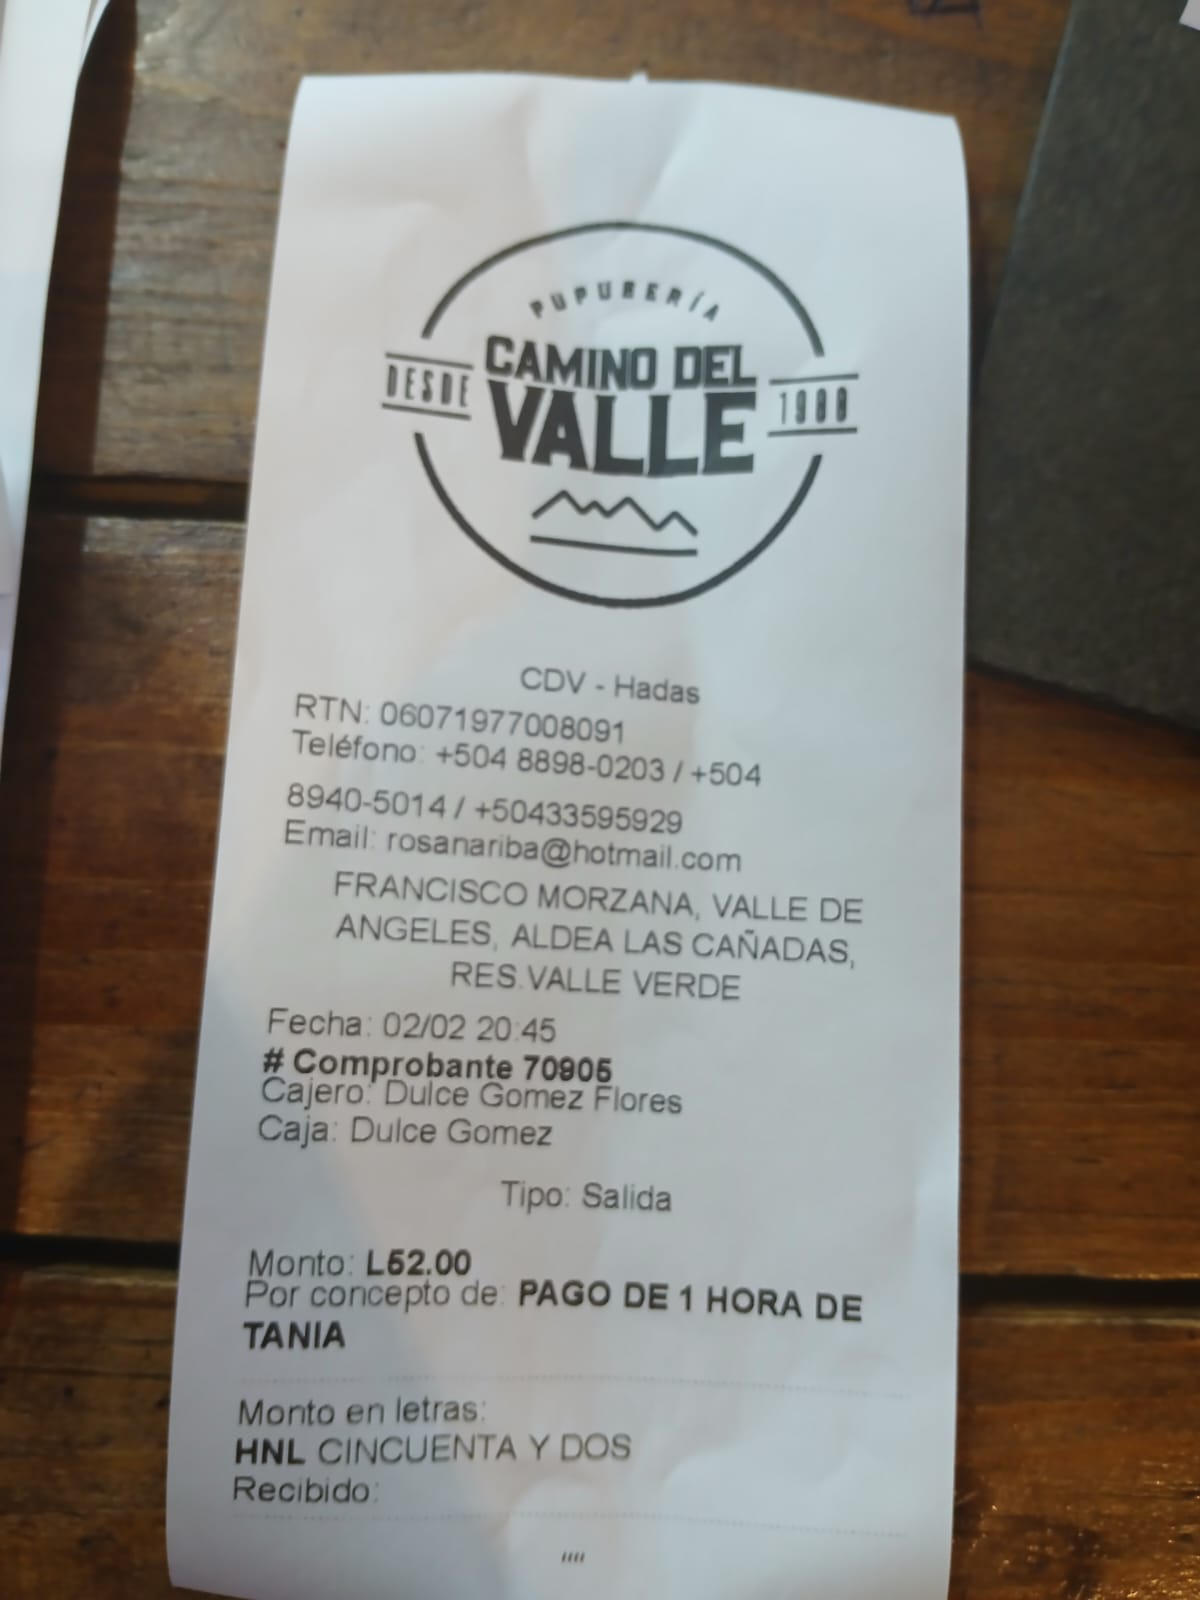 PUPUSERÍA
CAMINO DEL
DESDE VALLE 1988
CDV - Hadas
RTN: 06071977008091
Teléfono: +504 8898-0203 / +504
8940-5014 / +50433595929
Email: rosanariba@hotmail.com
FRANCISCO MORZANA, VALLE DE
ANGELES, ALDEA LAS CAÑADAS,
RES.VALLE VERDE
Fecha: 02/02 20:45
# Comprobante 70905
Cajero: Dulce Gomez Flores
Caja: Dulce Gomez
Tipo: Salida
Monto: L52.00
Por concepto de: PAGO DE 1 HORA DE
TANIA
Monto en letras:
HNL CINCUENTA Y DOS
Recibido:
////